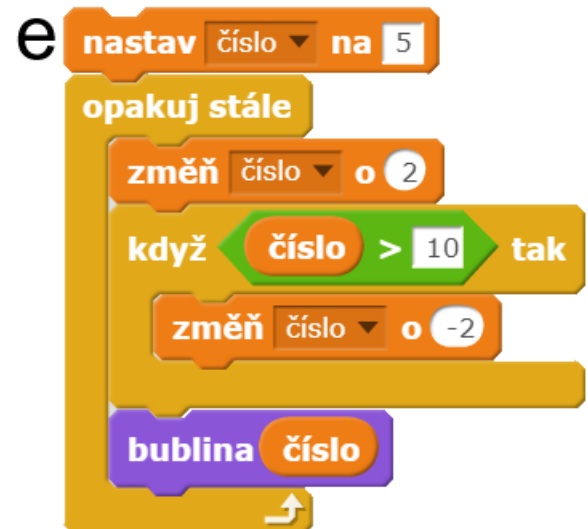 e nastav číslo na 5
opakuj stále
změň číslo o 2
když číslo > 10 tak
změň číslo o -2
bublina číslo